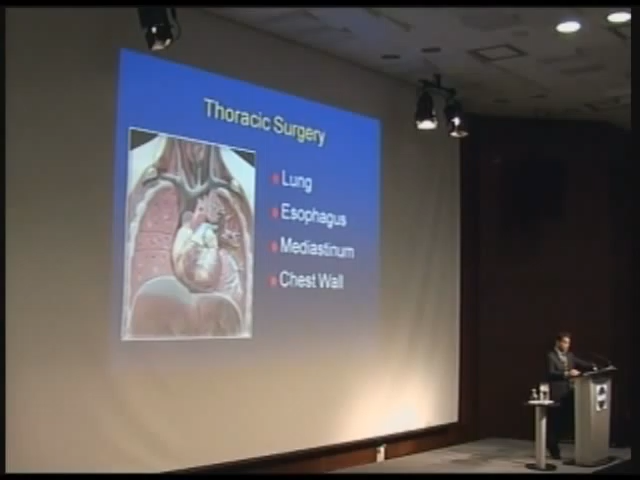 Thoracic Surgery
Lung
Esophagus
Mediastinum
Chest Wall